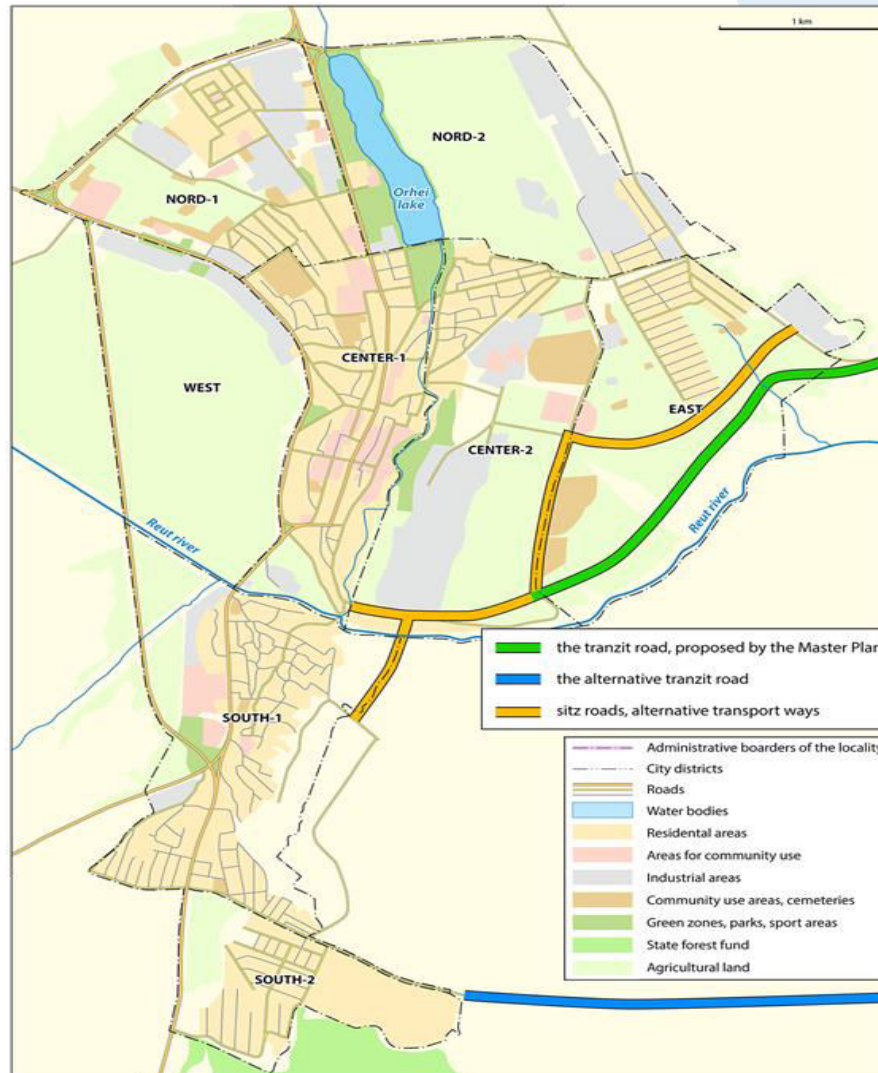 1 km
NORD-2
Orhei
lake
NORD-1
CENTER-1
WEST
EAST
CENTER-2
Reut river
Reut river
the tranzit road, proposed by the Master Plan
the alternative tranzit road
sitz roads, alternative transport ways
SOUTH-1
Administrative boarders of the locality
City districts
Roads
Water bodies
Residental areas
Areas for community use
Industrial areas
Community use areas, cemeteries
Green zones, parks, sport areas
State forest fund
Agricultural land
SOUTH-2